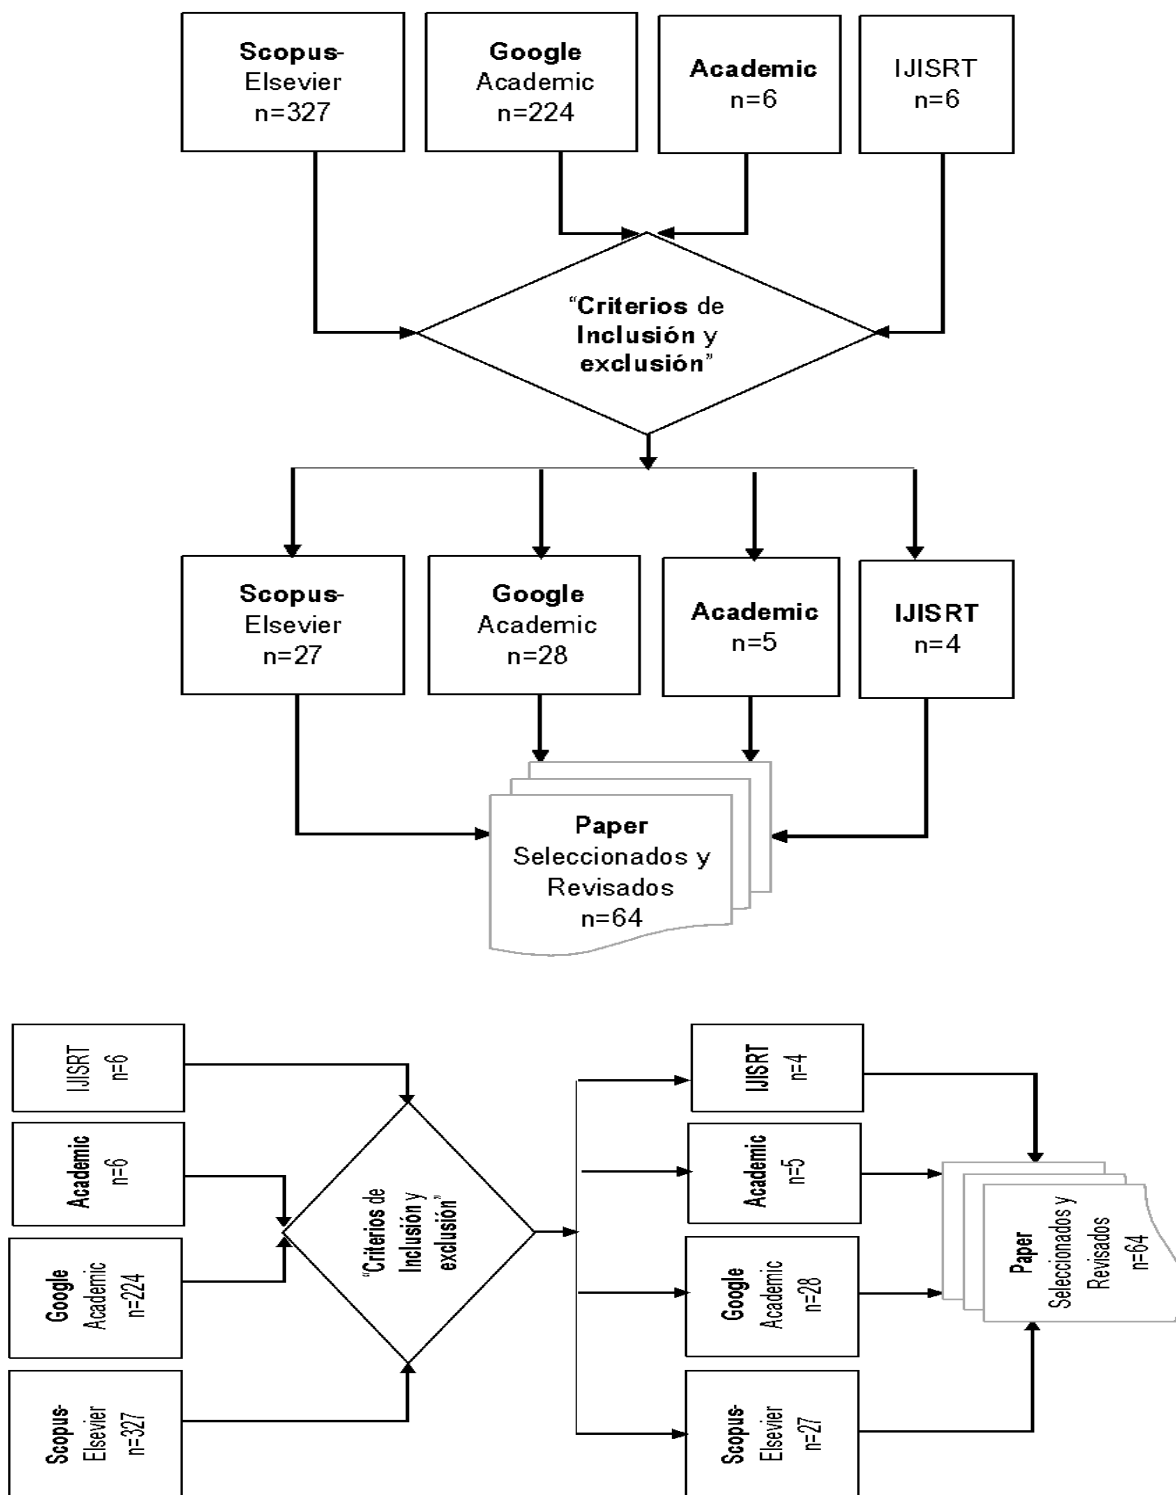 Scopus-
Elsevier
n=327
Google
Academic
n=224
Academic
n=6
IJISRT
n=6
“Criterios de
Inclusión y
exclusión”
Scopus-
Elsevier
n=27
Google
Academic
n=28
Academic
n=5
IJISRT
n=4
Paper
Seleccionados y
Revisados
n=64
IJISRT
n=6
Academic
n=6
Google
Academic
n=224
Scopus-
Elsevier
n=327
“Criterios de
Inclusión y
exclusión”
IJISRT
n=4
Academic
n=5
Google
Academic
n=28
Scopus-
Elsevier
n=27
Paper
Seleccionados y
Revisados
n=64